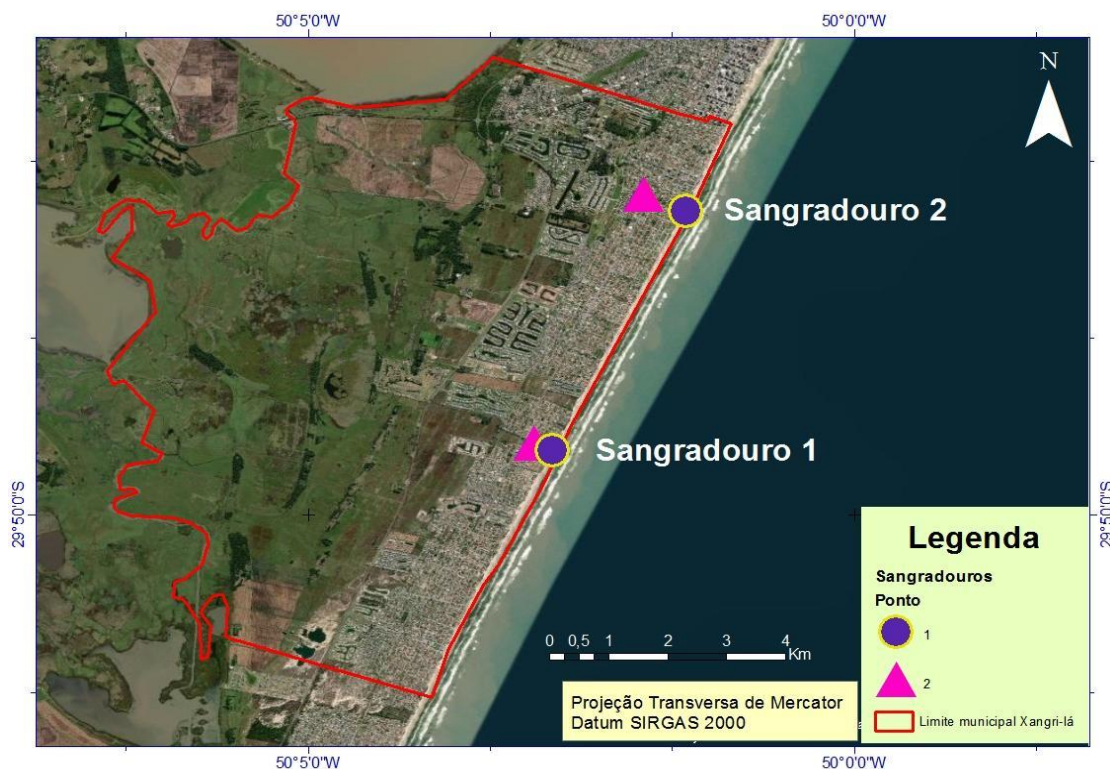 50°5'0"W
50°0'0"W
N
Sangradouro 2
Sangradouro 1
29°50'0"S
29°50'0"S
Legenda
Sangradouros
Ponto
1
2
Limite municipal Xangri-lá
0 0,5 1 2 3 4
Km
Projeção Transversa de Mercator
Datum SIRGAS 2000
50°5'0"W
50°0'0"W